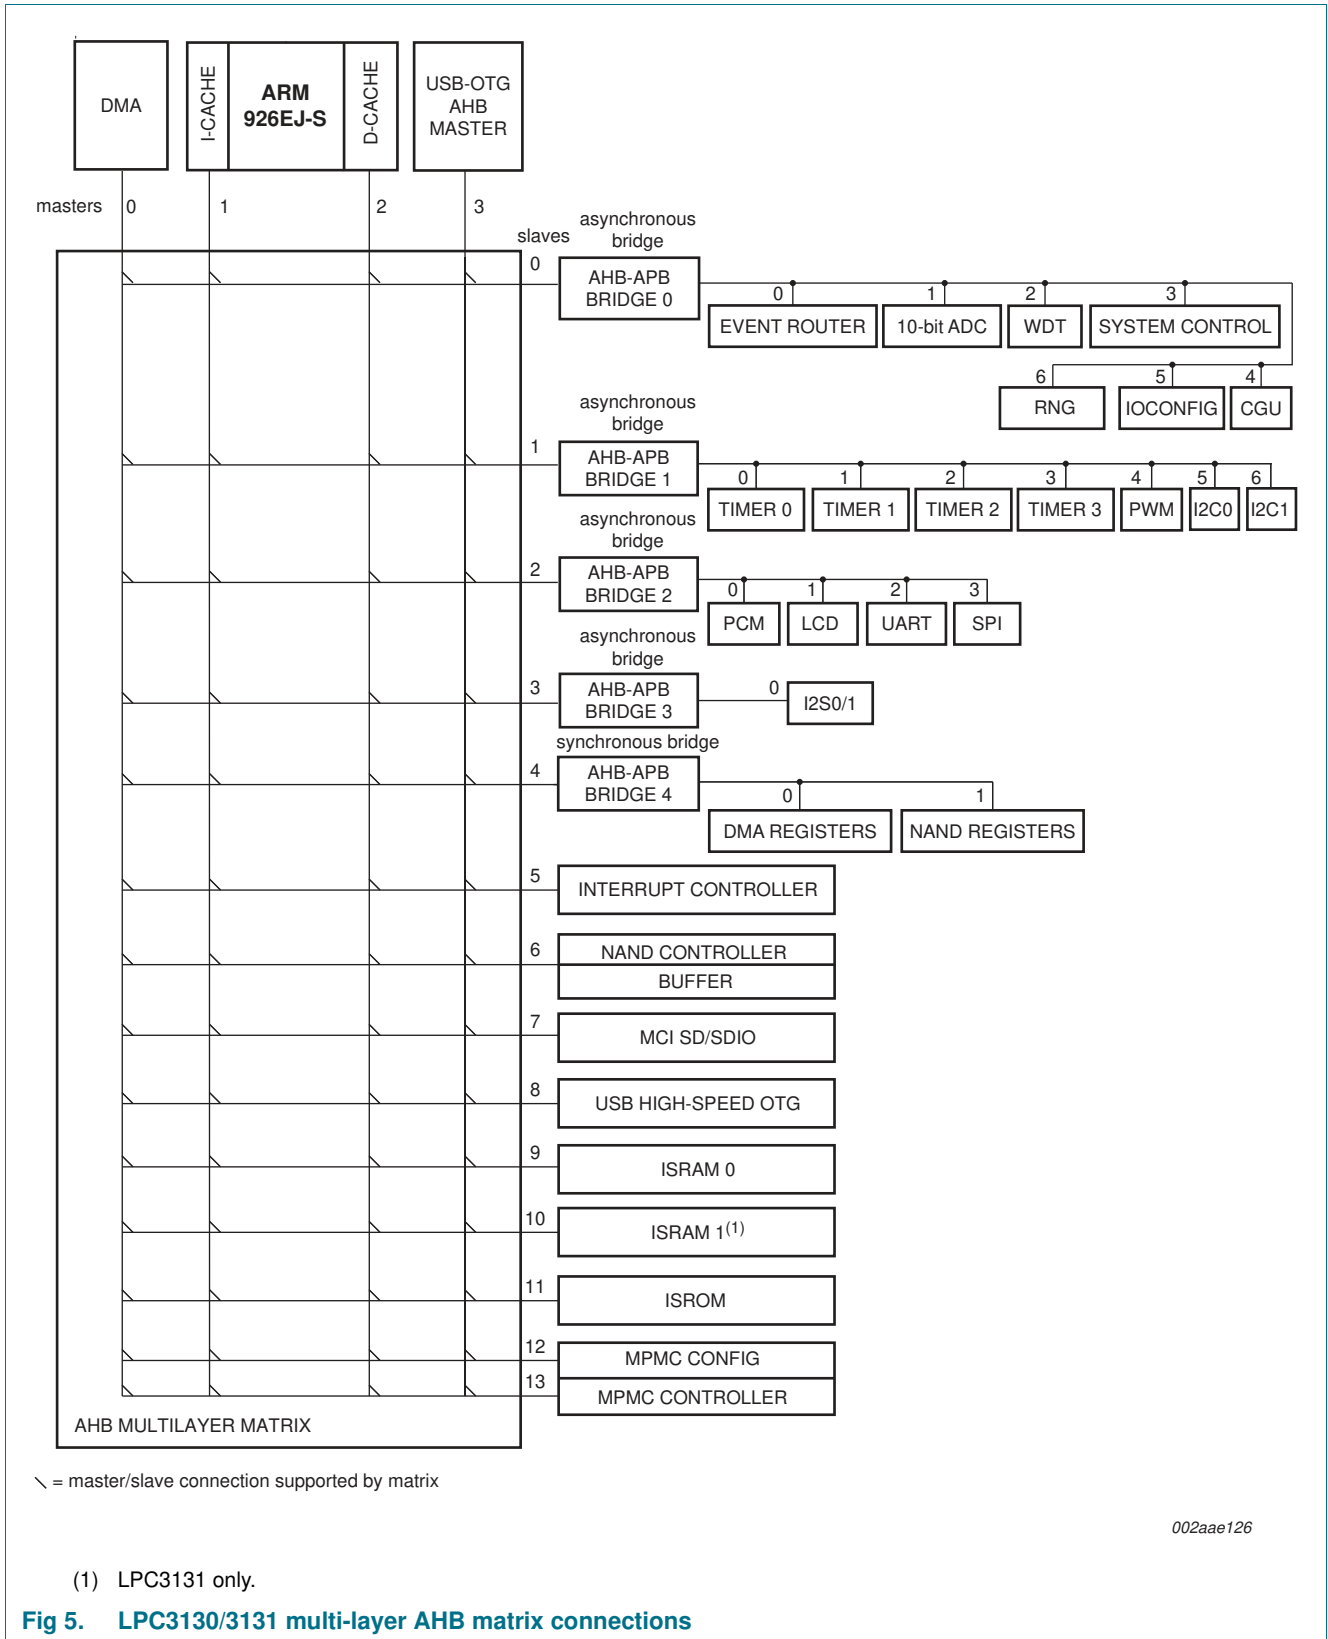 DMA
I-CACHE
ARM
926EJ-S
D-CACHE
USB-OTG
AHB
MASTER
masters
0
1
2
3
slaves
asynchronous
bridge
0
AHB-APB
BRIDGE 0
0
1
2
3
EVENT ROUTER
10-bit ADC
WDT
SYSTEM CONTROL
6
5
4
RNG
IOCONFIG
CGU
asynchronous
bridge
1
AHB-APB
BRIDGE 1
0
1
2
3
4
5
6
TIMER 0
TIMER 1
TIMER 2
TIMER 3
PWM
I2C0
I2C1
asynchronous
bridge
2
AHB-APB
BRIDGE 2
0
1
2
3
PCM
LCD
UART
SPI
asynchronous
bridge
3
AHB-APB
BRIDGE 3
0
I2S0/1
synchronous bridge
4
AHB-APB
BRIDGE 4
0
1
DMA REGISTERS
NAND REGISTERS
5
INTERRUPT CONTROLLER
6
NAND CONTROLLER
BUFFER
7
MCI SD/SDIO
8
USB HIGH-SPEED OTG
9
ISRAM 0
10
ISRAM 1(1)
11
ISROM
12
MPMC CONFIG
13
MPMC CONTROLLER
AHB MULTILAYER MATRIX
= master/slave connection supported by matrix
002aae126
(1) LPC3131 only.
Fig 5. LPC3130/3131 multi-layer AHB matrix connections